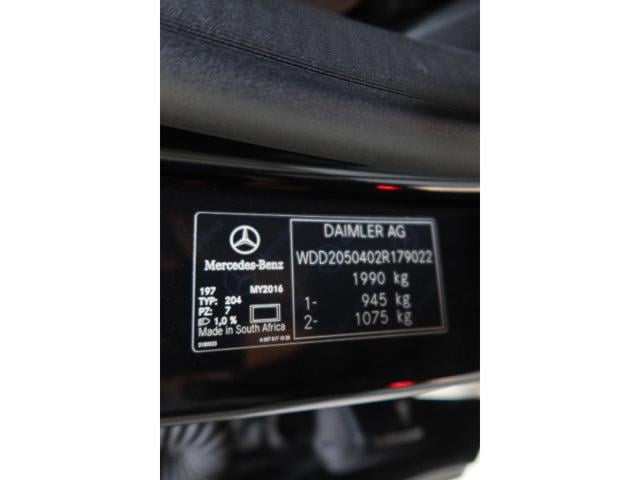 Mercedes-Benz
197 MY2016
TYP: 204
PZ: 7
1,0 %
Made in South Africa
DAIMLER AG
WDD2050402R179022
1990 kg
1- 945 kg
2- 1075 kg